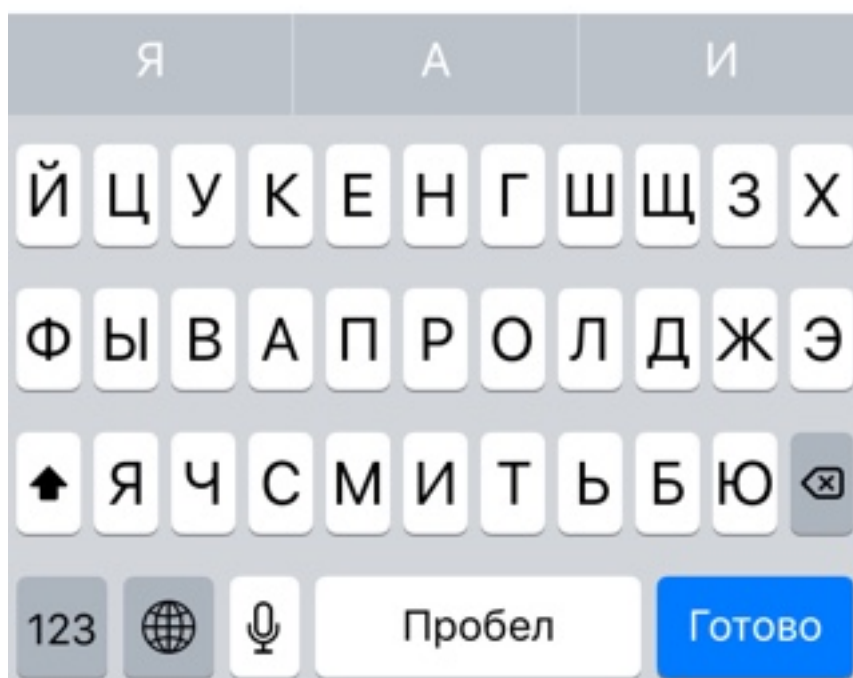 Я А И
Й Ц У К Е Н Г Ш Щ З Х
Ф Ы В А П Р О Л Д Ж Э
Я Ч С М И Т Ь Б Ю
123 Пробел Готово